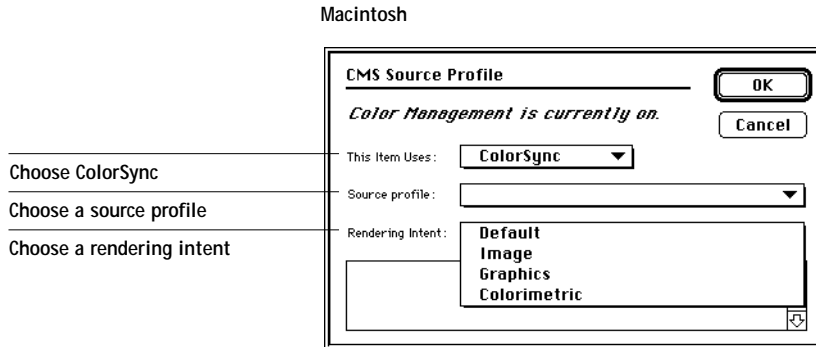 Macintosh
CMS Source Profile
OK
Color Management is currently on.
Cancel
This Item Uses: ColorSync
Choose ColorSync
Source profile:
Choose a source profile
Rendering Intent: Default
Choose a rendering intent
Image
Graphics
Colorimetric